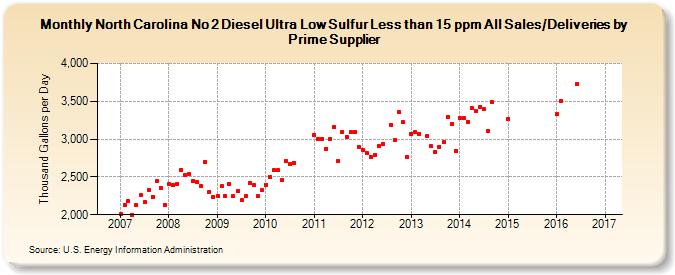 Monthly North Carolina No 2 Diesel Ultra Low Sulfur Less than 15 ppm All Sales/Deliveries by
Prime Supplier
Thousand Gallons per Day
4,000
3,500
3,000
2,500
2,000
2007 2008 2009 2010 2011 2012 2013 2014 2015 2016 2017
Source: U.S. Energy Information Administration